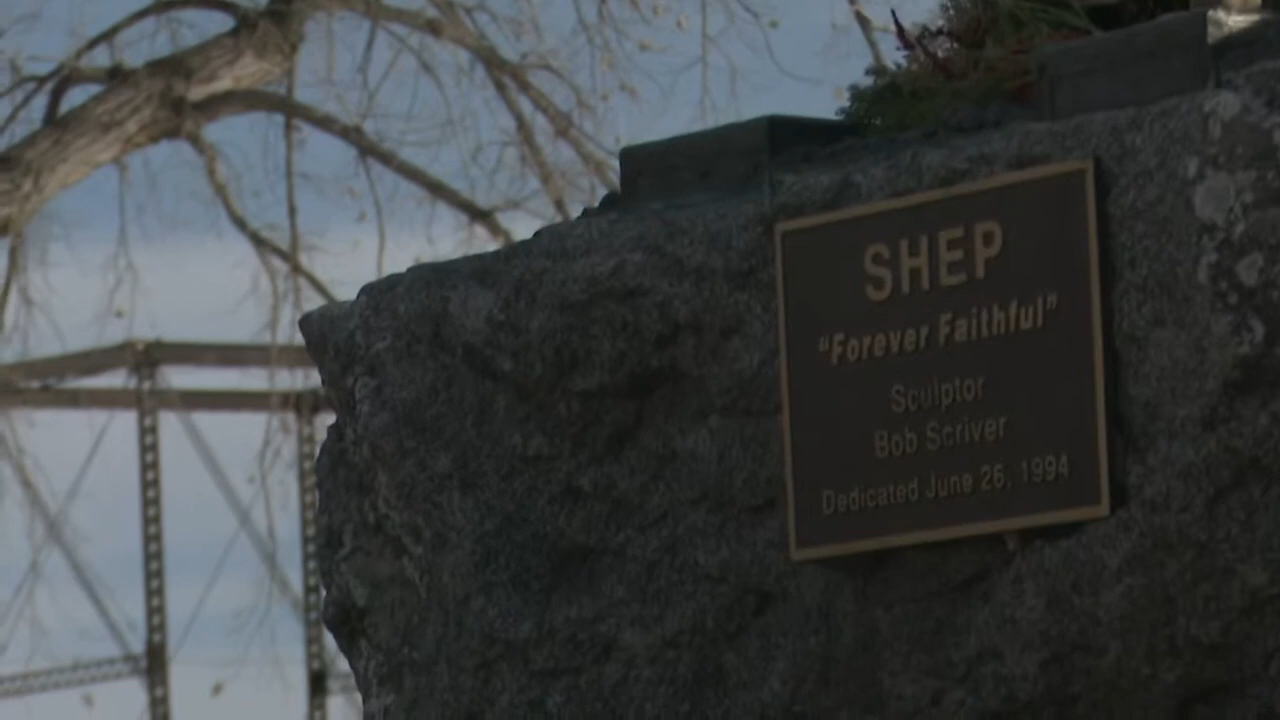 SHEP
“Forever Faithful”
Sculptor
Bob Scriver
Dedicated June 26, 1994